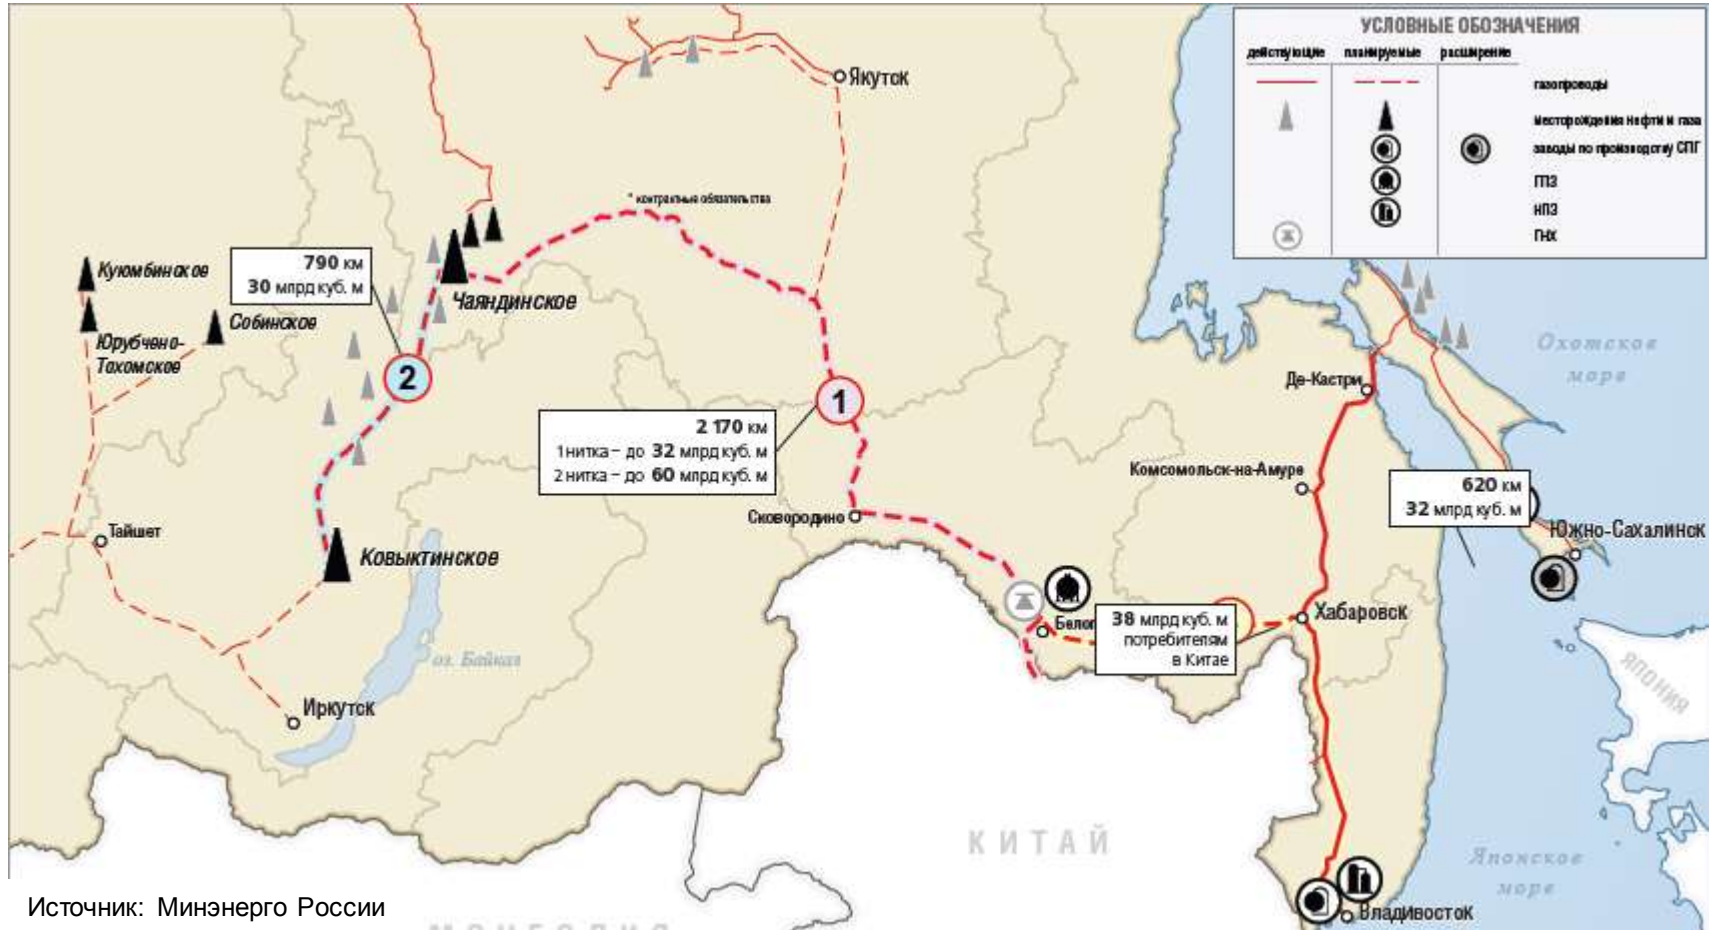 УСЛОВНЫЕ ОБОЗНАЧЕНИЯ
действующие планируемые расширение
газопроводы
месторождения нефти и газа
заводы по производству СПГ
ГПЗ
НПЗ
ГНХ
Якутск
* контрактные обязательства
790 км
30 млрд куб. м
Куюмбинское
Чаяндинское
Собинское
Юрубчено-
Тохомское
2
1
Охотское
море
Де-Кастри
2 170 км
1 нитка – до 32 млрд куб. м
2 нитка – до 60 млрд куб. м
Комсомольск-на-Амуре
620 км
32 млрд куб. м
Сковородино
Тайшет
Южно-Сахалинск
Ковыктинское
Белог
38 млрд куб. м
потребителям
в Китае
Хабаровск
оз. Байкал
ЯПОНИЯ
Иркутск
КИТАЙ
Японское
море
Источник: Минэнерго России
Владивосток